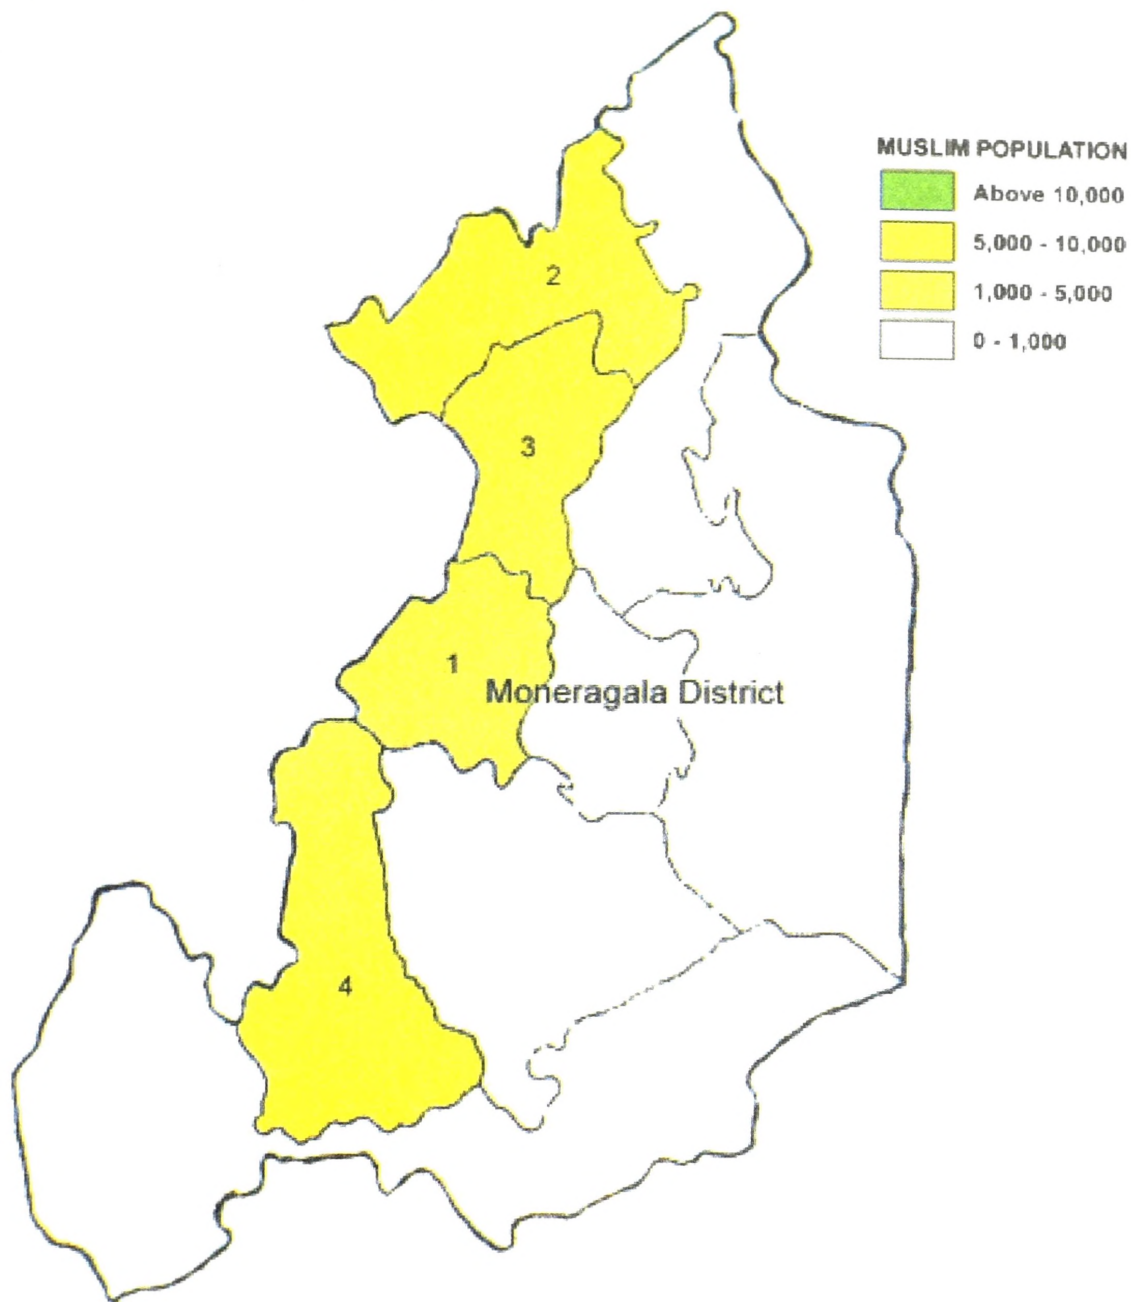 MUSLIM POPULATION
Above 10,000
5,000 - 10,000
1,000 - 5,000
0 - 1,000
2
3
1
Moneragala District
4